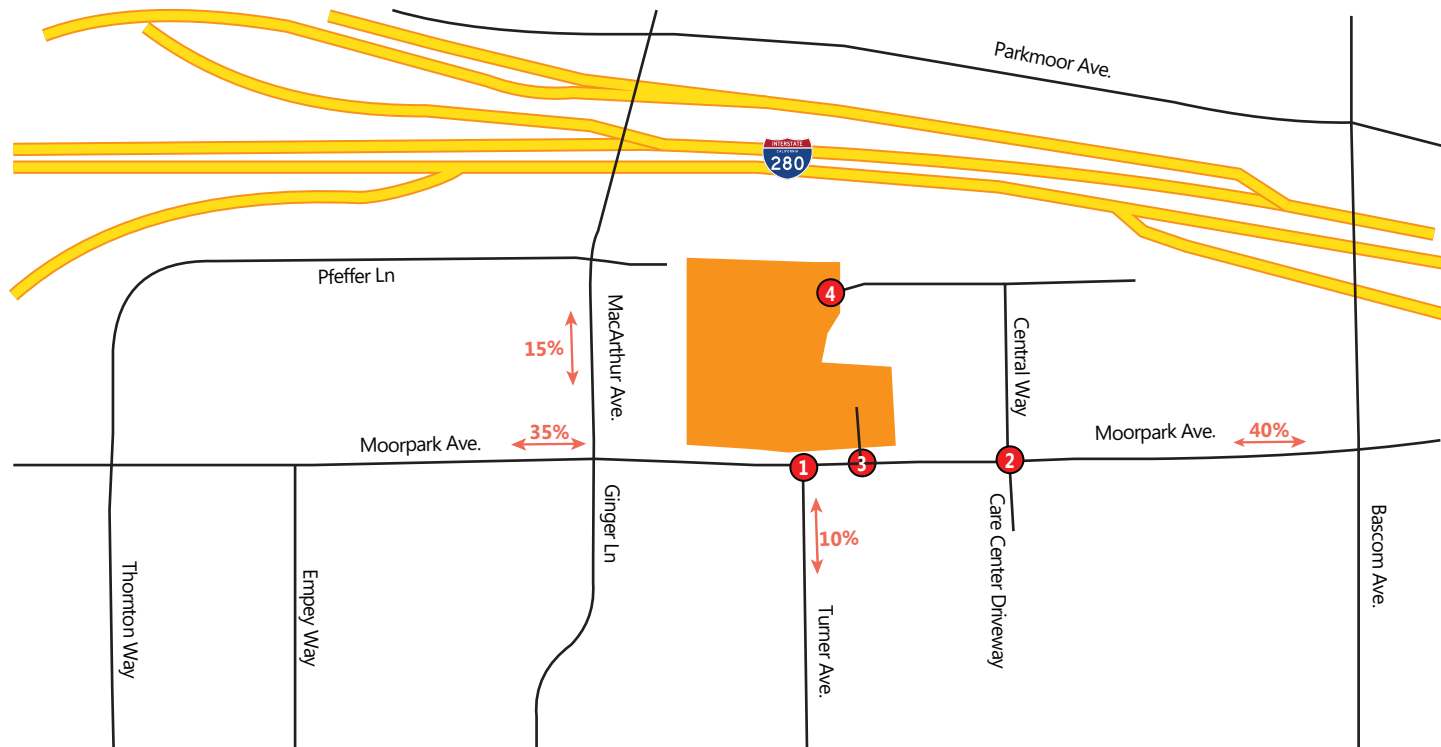 Parkmoor Ave.
INTERSTATE
CALIFORNIA
280
Pfeffer Ln
4
MacArthur Ave.
Central Way
15%
35%
Moorpark Ave.
Moorpark Ave.
40%
1
3
2
Ginger Ln
10%
Care Center Driveway
Bascom Ave.
Thornton Way
Empey Way
Turner Ave.